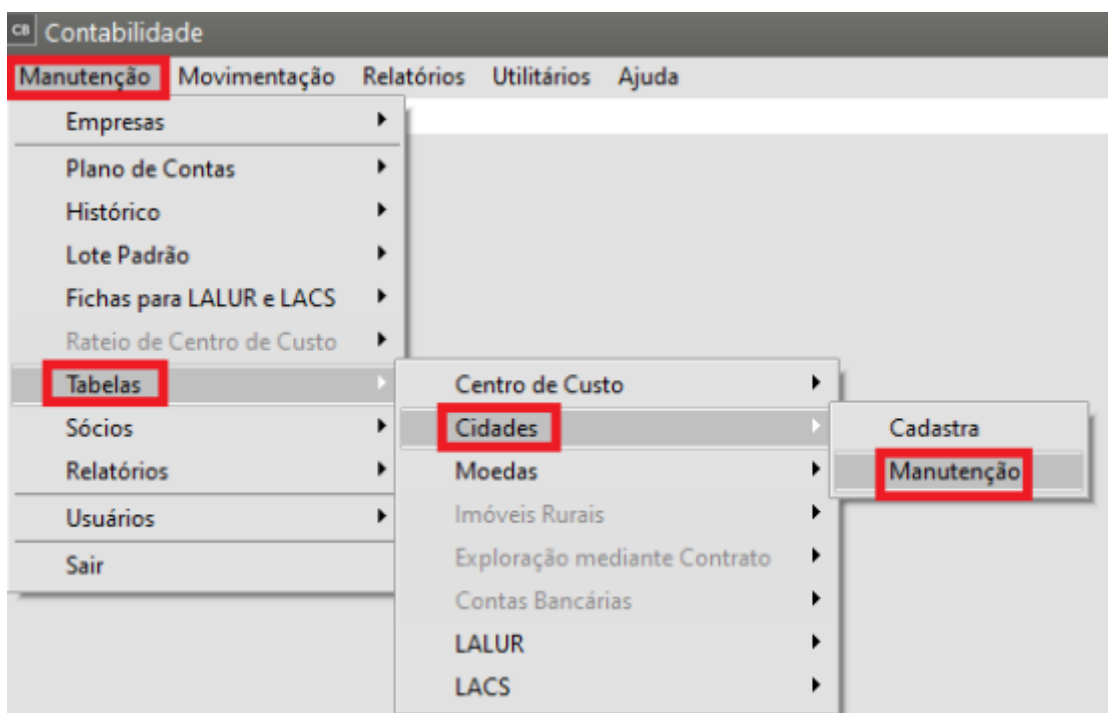 CB Contabilidade
Manutenção Movimentação Relatórios Utilitários Ajuda
Empresas
Plano de Contas
Histórico
Lote Padrão
Fichas para LALUR e LACS
Rateio de Centro de Custo
Tabelas
Sócios
Relatórios
Usuários
Sair
Centro de Custo
Cidades
Moedas
Imóveis Rurais
Exploração mediante Contrato
Contas Bancárias
LALUR
LACS
Cadastra
Manutenção